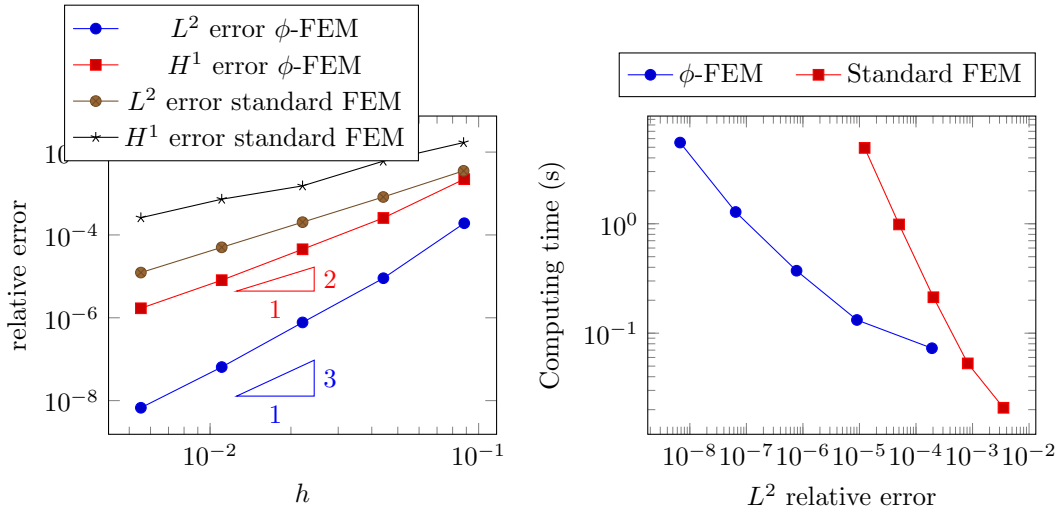 L² error ϕ-FEM
H¹ error ϕ-FEM
L² error standard FEM
H¹ error standard FEM
10⁻⁴
10⁻⁶
10⁻⁸
relative error
2
1
3
1
10⁻²
10⁻¹
h
ϕ-FEM
Standard FEM
10⁰
10⁻¹
Computing time (s)
10⁻⁸
10⁻⁷
10⁻⁶
10⁻⁵
10⁻⁴
10⁻³
10⁻²
L² relative error